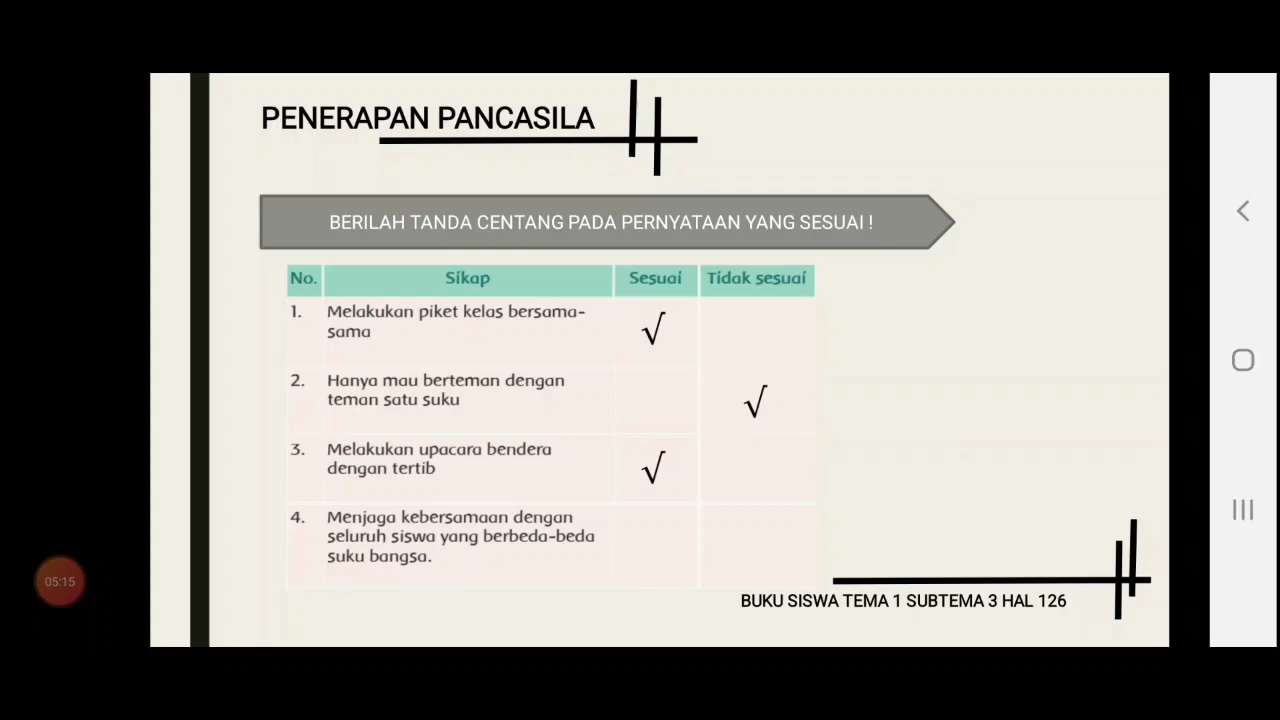 PENERAPAN PANCASILA
BERILAH TANDA CENTANG PADA PERNYATAAN YANG SESUAI !
No. Sikap Sesuai Tidak sesuai
1. Melakukan piket kelas bersama-
sama √
2. Hanya mau berteman dengan
teman satu suku √
3. Melakukan upacara bendera
dengan tertib √
4. Menjaga kebersamaan dengan
seluruh siswa yang berbeda-beda
suku bangsa.
05:15
BUKU SISWA TEMA 1 SUBTEMA 3 HAL 126